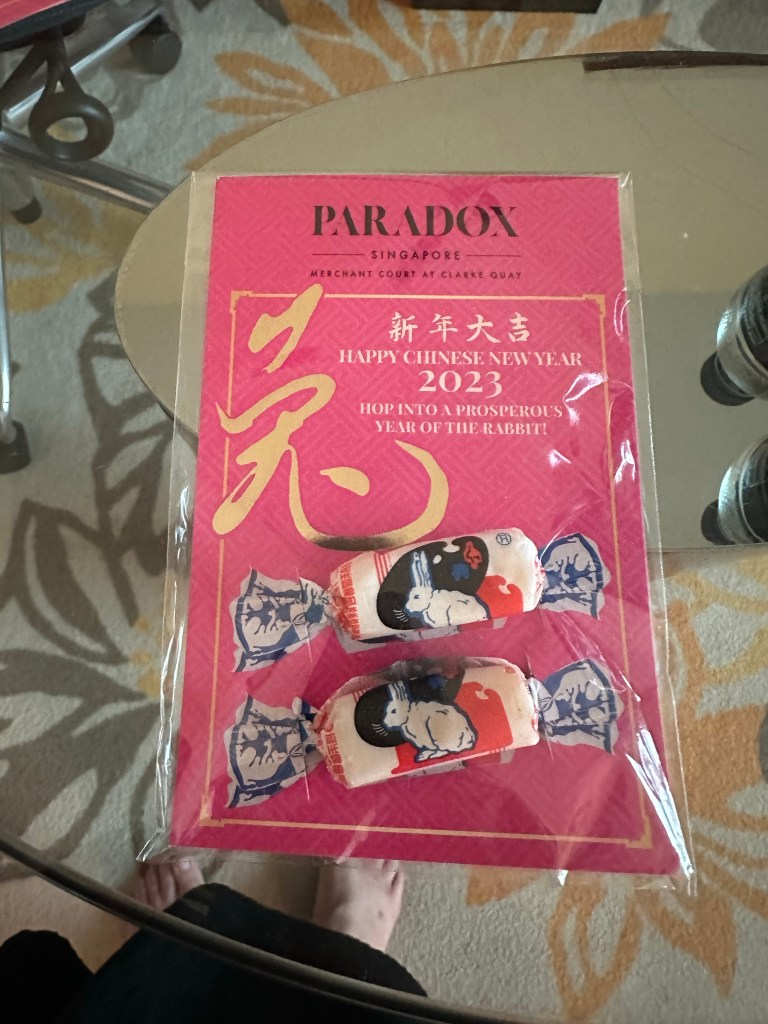 PARADOX
SINGAPORE
MERCHANT COURT AT CLARKE QUAY
新年大吉
HAPPY CHINESE NEW YEAR
2023
HOP INTO A PROSPEROUS
YEAR OF THE RABBIT!
兔
®